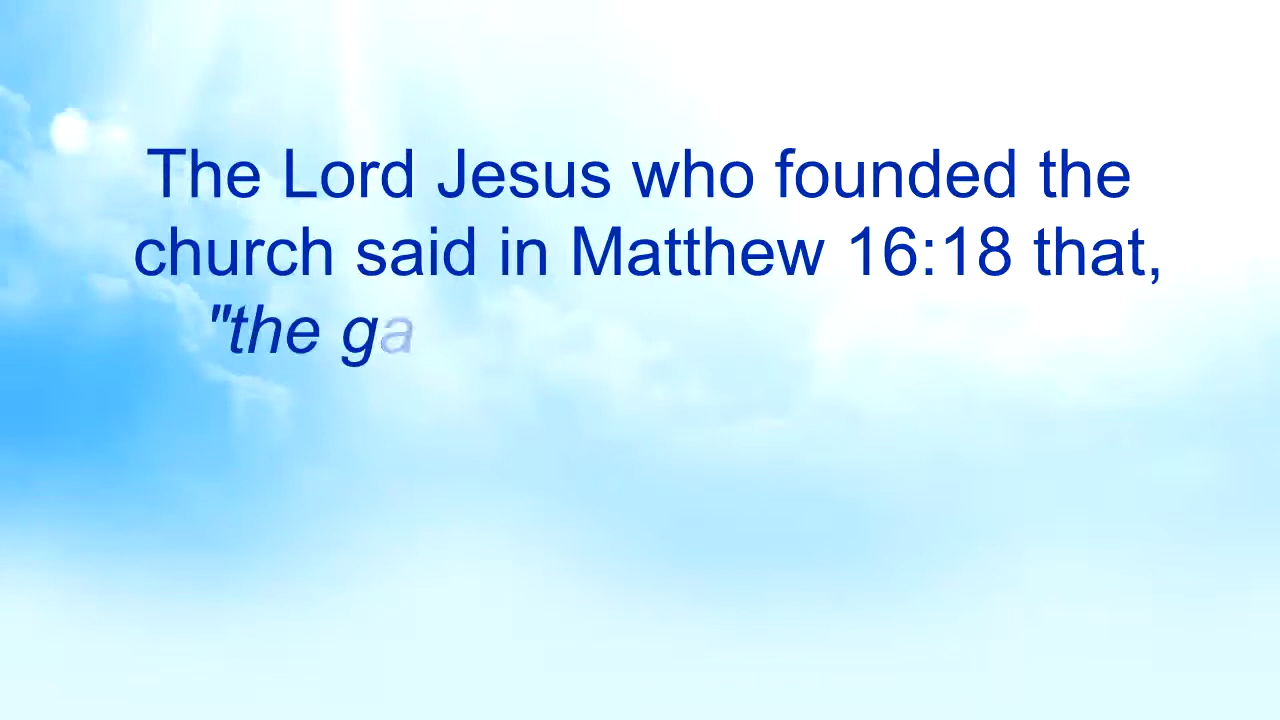 The Lord Jesus who founded the
church said in Matthew 16:18 that,
"the ga